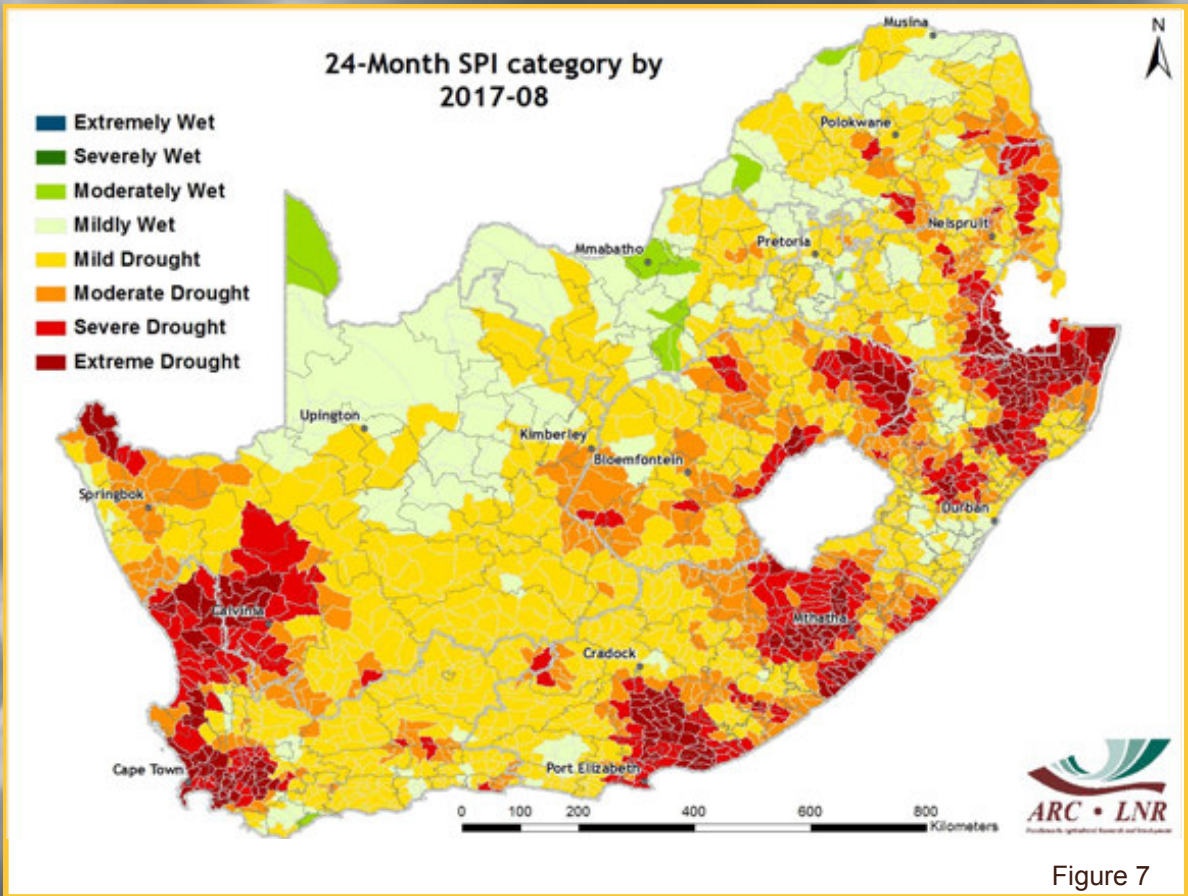 24-Month SPI category by
2017-08
N
Extremely Wet
Severely Wet
Moderately Wet
Mildly Wet
Mild Drought
Moderate Drought
Severe Drought
Extreme Drought
Musina
Polokwane
Nelspruit
Pretoria
Mmabatho
Upington
Kimberley
Bloemfontein
Springbok
Durban
Calvinia
Mthatha
Cradock
Cape Town
Port Elizabeth
0 100 200 400 600 800
Kilometers
ARC • LNR
Figure 7